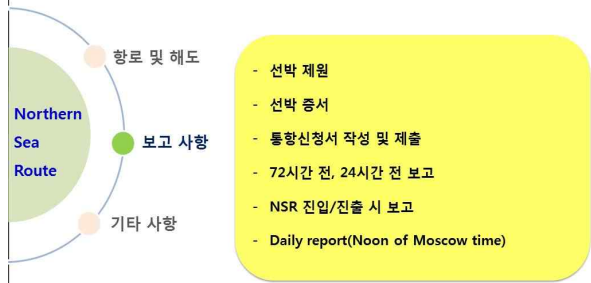 Northern
Sea
Route
항로 및 해도
보고 사항
기타 사항
- 선박 제원
- 선박 증서
- 통항신청서 작성 및 제출
- 72시간 전, 24시간 전 보고
- NSR 진입/진출 시 보고
- Daily report(Noon of Moscow time)